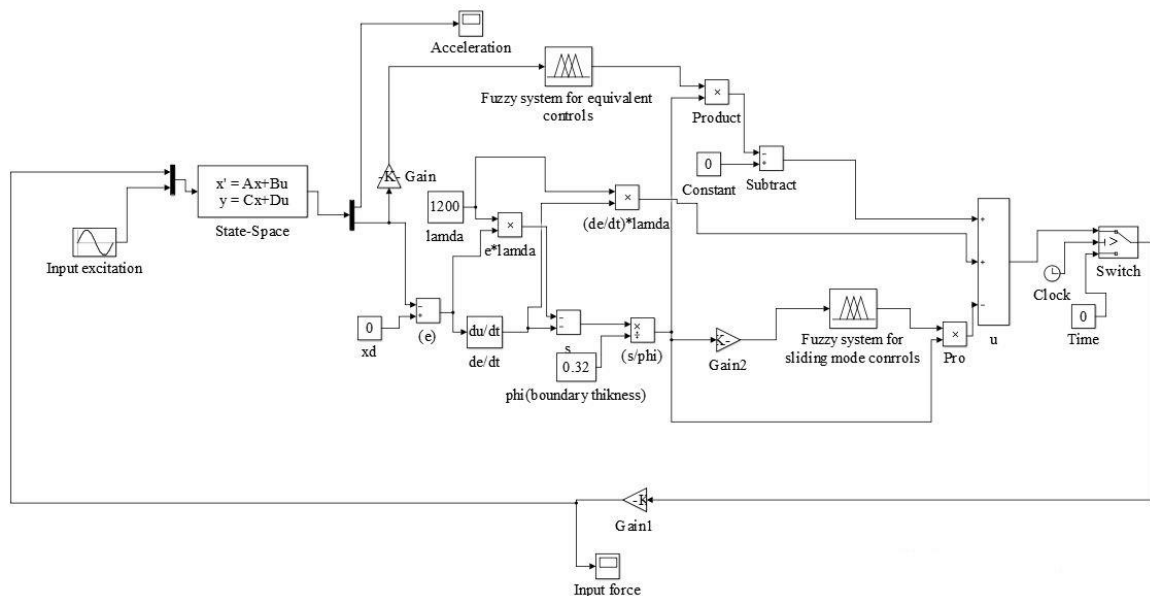 Acceleration
Fuzzy system for equivalent
controls
×
Product
0
Constant
−
+
Subtract
x' = Ax+Bu
y = Cx+Du
State-Space
Input excitation
-K- Gain
1200
lamda
×
e*lamda
×
(de/dt)*lamda
0
xd
−
+
(e)
du/dt
de/dt
−
−
s
×
÷
(s/phi)
0.32
phi(boundary thikness)
K-
Gain2
Fuzzy system for
sliding mode conrrols
×
Pro
+
+
−
u
Clock
>
Switch
0
Time
-K
Gain1
Input force